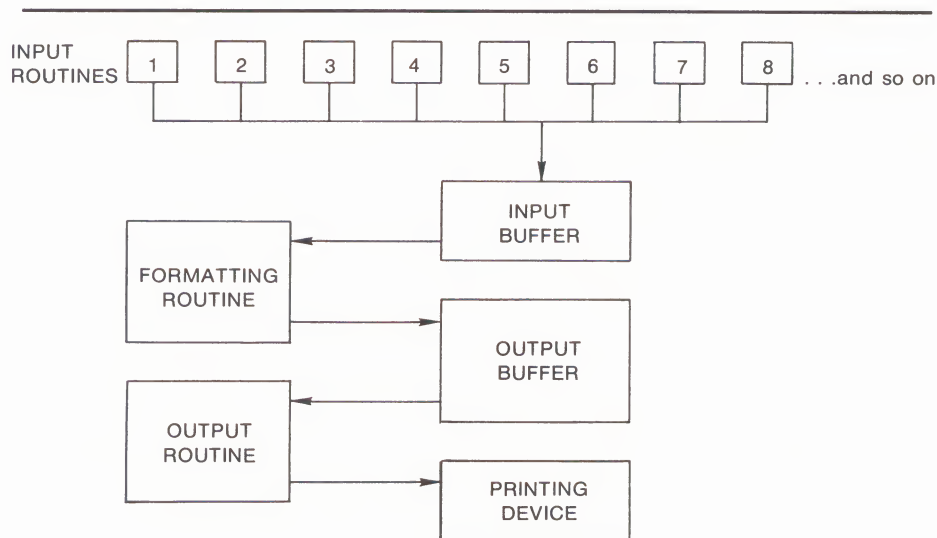 INPUT
ROUTINES
1 2 3 4 5 6 7 8 . . .and so on
INPUT
BUFFER
FORMATTING
ROUTINE
OUTPUT
BUFFER
OUTPUT
ROUTINE
PRINTING
DEVICE